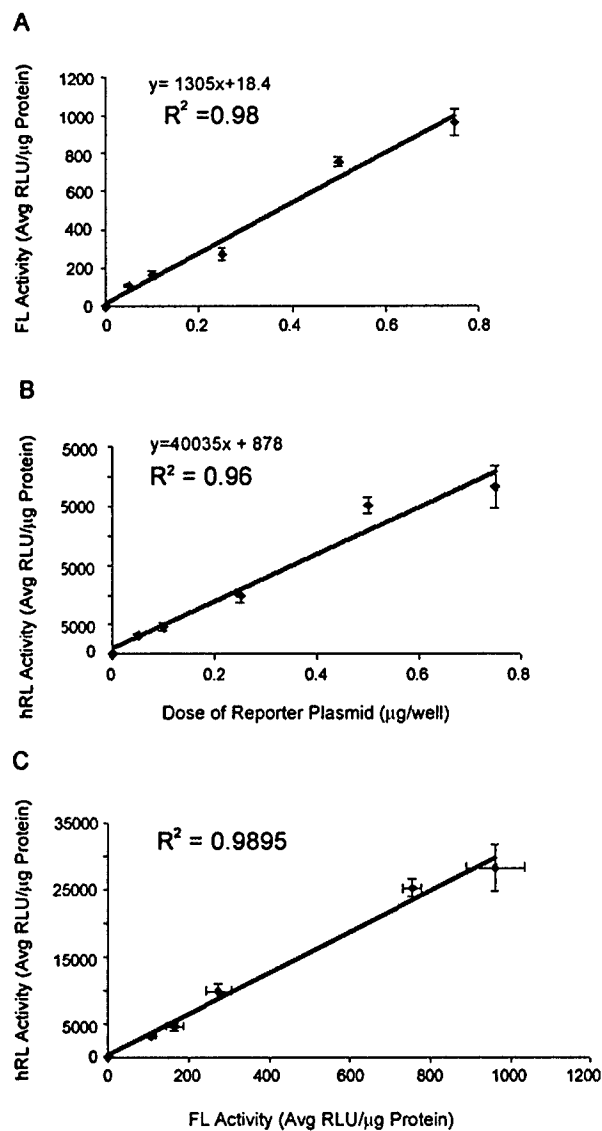 A
y= 1305x+18.4
R² =0.98
FL Activity (Avg RLU/µg Protein)
1200
1000
800
600
400
200
0
0 0.2 0.4 0.6 0.8
B
y=40035x + 878
R² = 0.96
hRL Activity (Avg RLU/µg Protein)
5000
5000
5000
5000
0
0 0.2 0.4 0.6 0.8
Dose of Reporter Plasmid (µg/well)
C
R² = 0.9895
hRL Activity (Avg RLU/µg Protein)
35000
25000
15000
5000
0
0 200 400 600 800 1000 1200
FL Activity (Avg RLU/µg Protein)